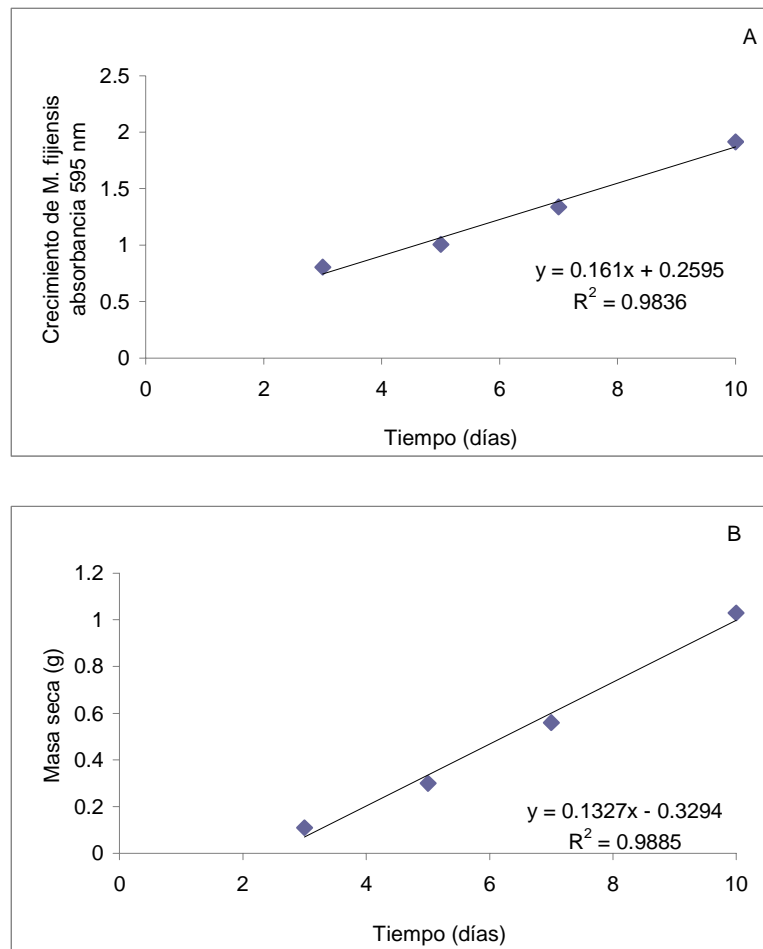 A
2.5
2
1.5
1
0.5
0
Crecimiento de M. fijiensis
absorbancia 595 nm
y = 0.161x + 0.2595
R² = 0.9836
0 2 4 6 8 10
Tiempo (días)
B
1.2
1
0.8
0.6
0.4
0.2
0
Masa seca (g)
y = 0.1327x - 0.3294
R² = 0.9885
0 2 4 6 8 10
Tiempo (días)